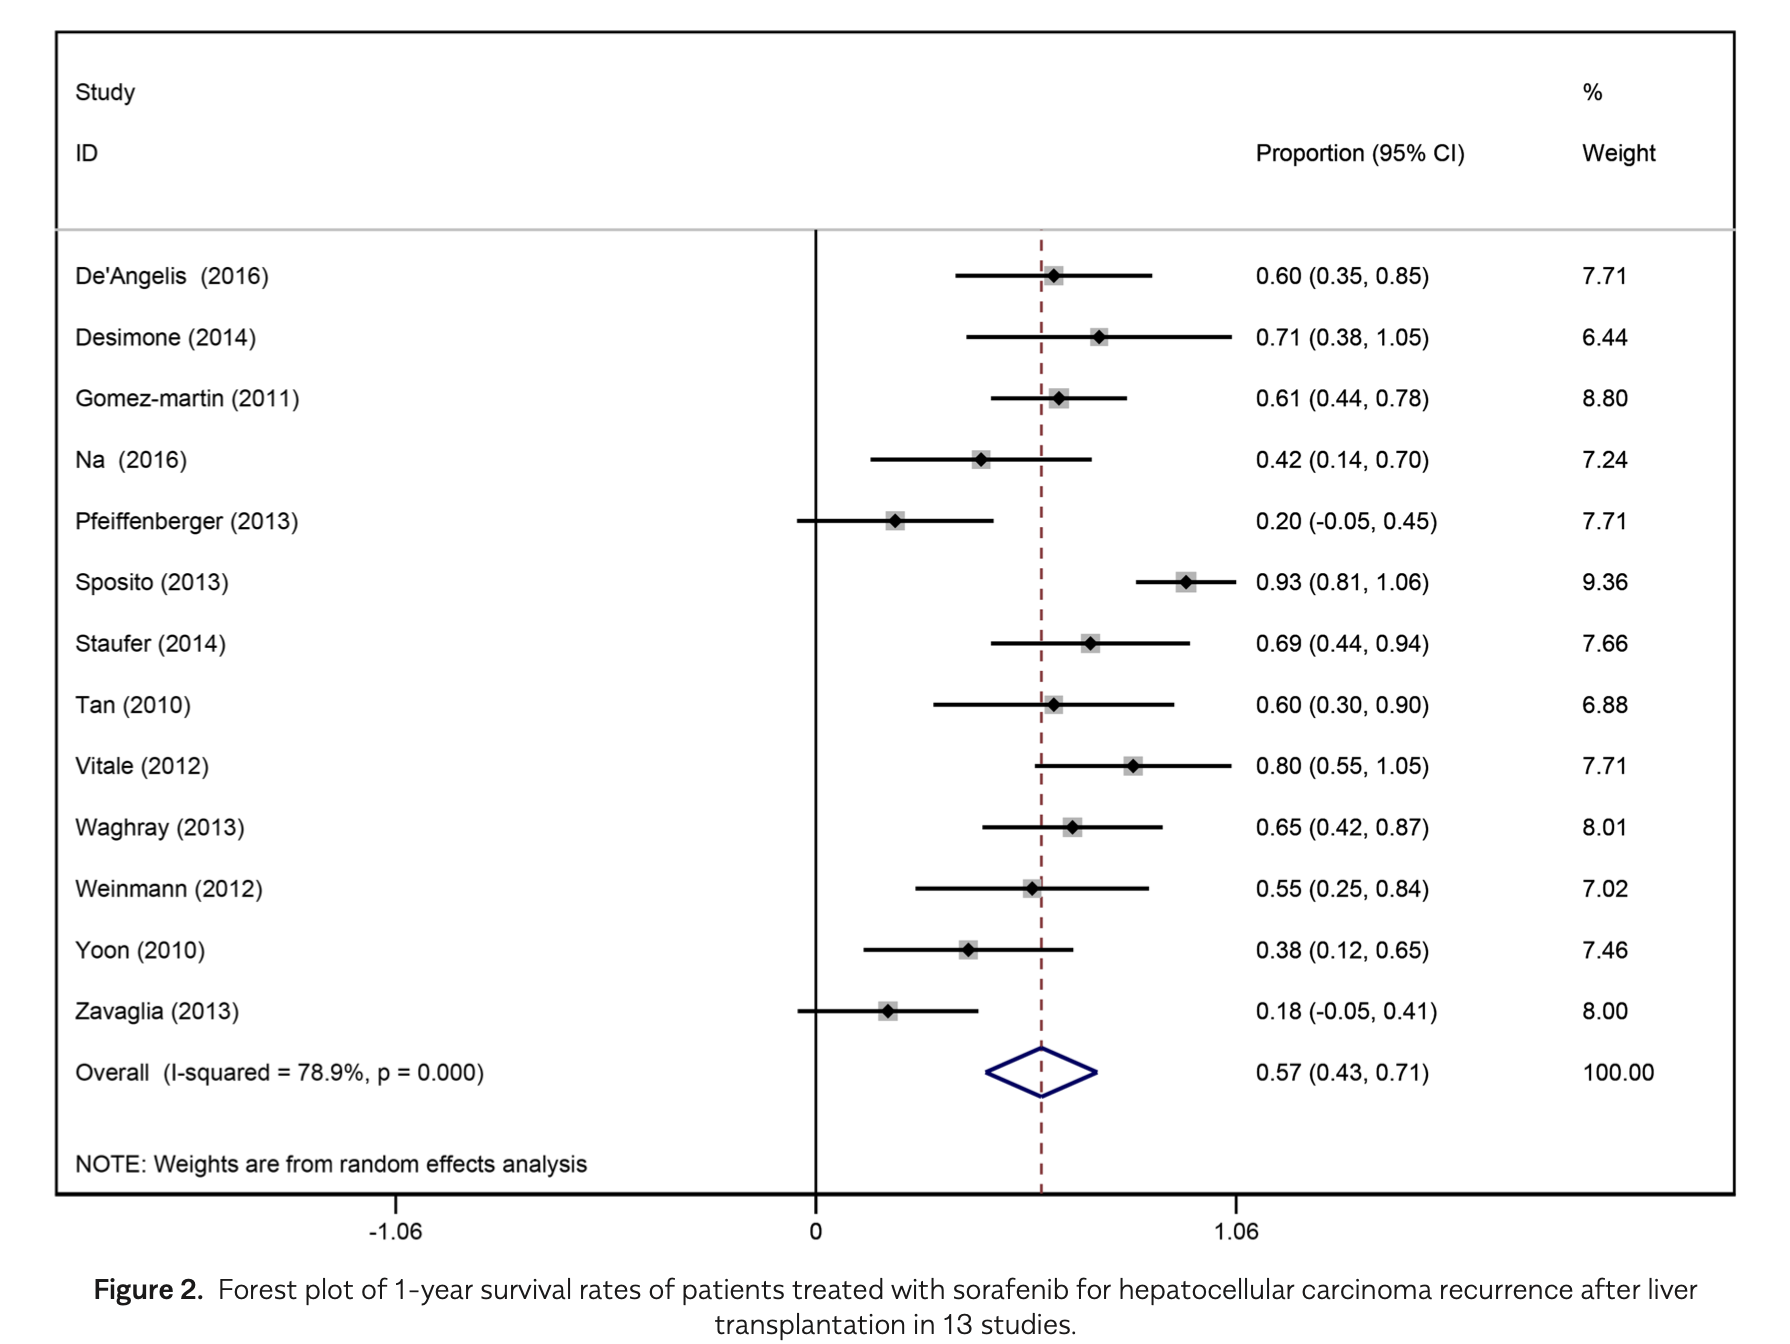 Study %
ID Proportion (95% CI) Weight
De'Angelis (2016) 0.60 (0.35, 0.85) 7.71
Desimone (2014) 0.71 (0.38, 1.05) 6.44
Gomez-martin (2011) 0.61 (0.44, 0.78) 8.80
Na (2016) 0.42 (0.14, 0.70) 7.24
Pfeiffenberger (2013) 0.20 (-0.05, 0.45) 7.71
Sposito (2013) 0.93 (0.81, 1.06) 9.36
Staufer (2014) 0.69 (0.44, 0.94) 7.66
Tan (2010) 0.60 (0.30, 0.90) 6.88
Vitale (2012) 0.80 (0.55, 1.05) 7.71
Waghray (2013) 0.65 (0.42, 0.87) 8.01
Weinmann (2012) 0.55 (0.25, 0.84) 7.02
Yoon (2010) 0.38 (0.12, 0.65) 7.46
Zavaglia (2013) 0.18 (-0.05, 0.41) 8.00
Overall (I-squared = 78.9%, p = 0.000) 0.57 (0.43, 0.71) 100.00
NOTE: Weights are from random effects analysis
-1.06 0 1.06
Figure 2. Forest plot of 1-year survival rates of patients treated with sorafenib for hepatocellular carcinoma recurrence after liver
transplantation in 13 studies.